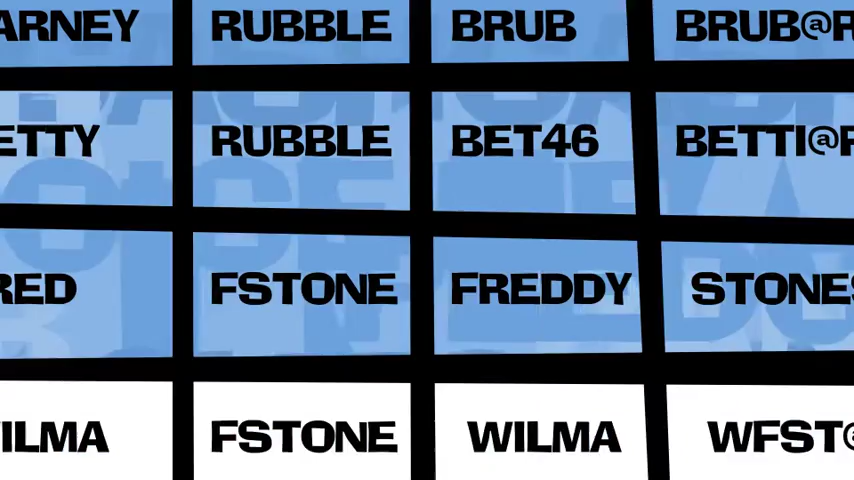 ARNEY RUBBLE BRUB BRUB@R
ETTY RUBBLE BET46 BETTI@
RED FSTONE FREDDY STONES
ILMA FSTONE WILMA WFST@